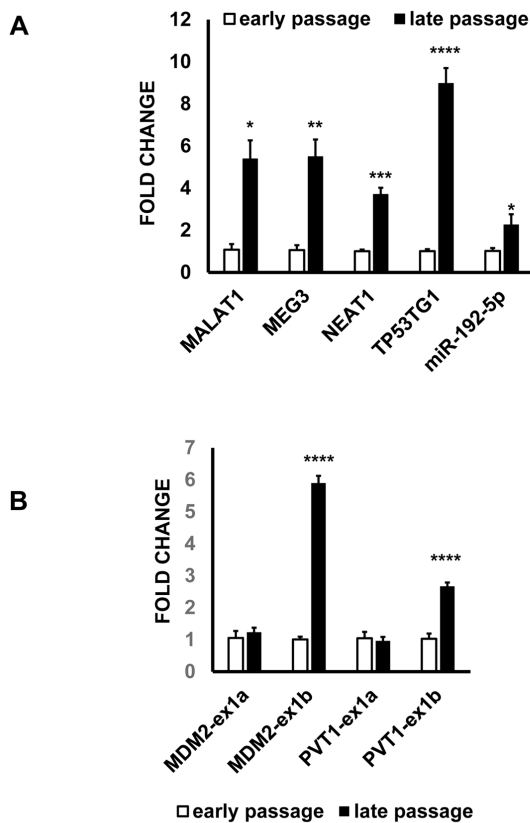 A
early passage late passage
FOLD CHANGE
12
10
8
6
4
2
0
* ** *** **** *
MALAT1
MEG3
NEAT1
TP53TG1
miR-192-5p
B
FOLD CHANGE
7
6
5
4
3
2
1
0
**** ****
MDM2-ex1a
MDM2-ex1b
PVT1-ex1a
PVT1-ex1b
early passage late passage